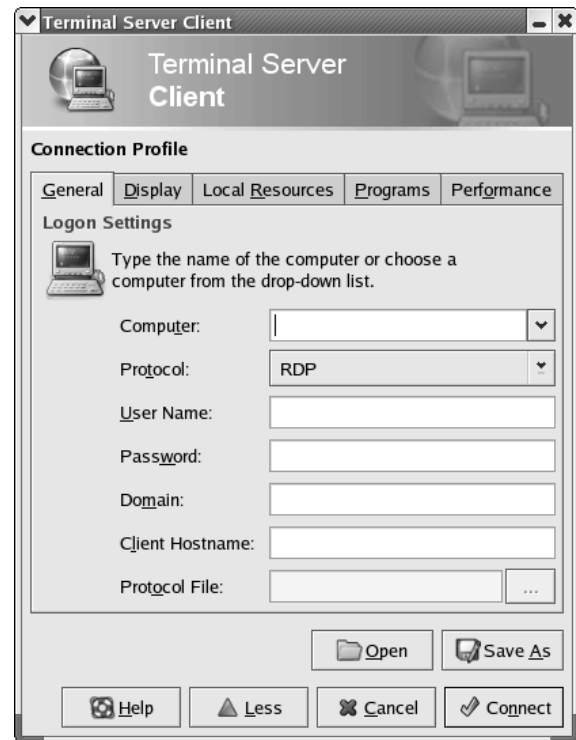 Terminal Server Client
Terminal Server
Client
Connection Profile
General Display Local Resources Programs Performance
Logon Settings
Type the name of the computer or choose a
computer from the drop-down list.
Computer:
Protocol: RDP
User Name:
Password:
Domain:
Client Hostname:
Protocol File: ...
Open Save As
Help Less Cancel Connect